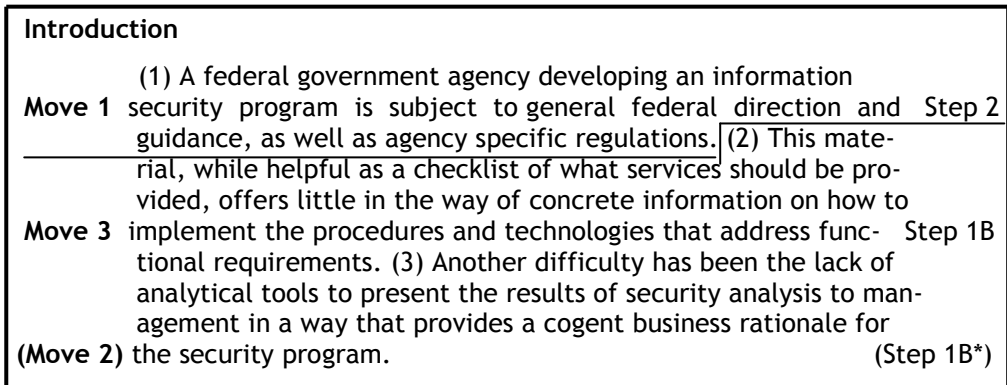 Introduction
(1) A federal government agency developing an information
Move 1 security program is subject to general federal direction and Step 2
guidance, as well as agency specific regulations. (2) This mate-
rial, while helpful as a checklist of what services should be pro-
vided, offers little in the way of concrete information on how to
Move 3 implement the procedures and technologies that address func- Step 1B
tional requirements. (3) Another difficulty has been the lack of
analytical tools to present the results of security analysis to man-
agement in a way that provides a cogent business rationale for
(Move 2) the security program. (Step 1B*)